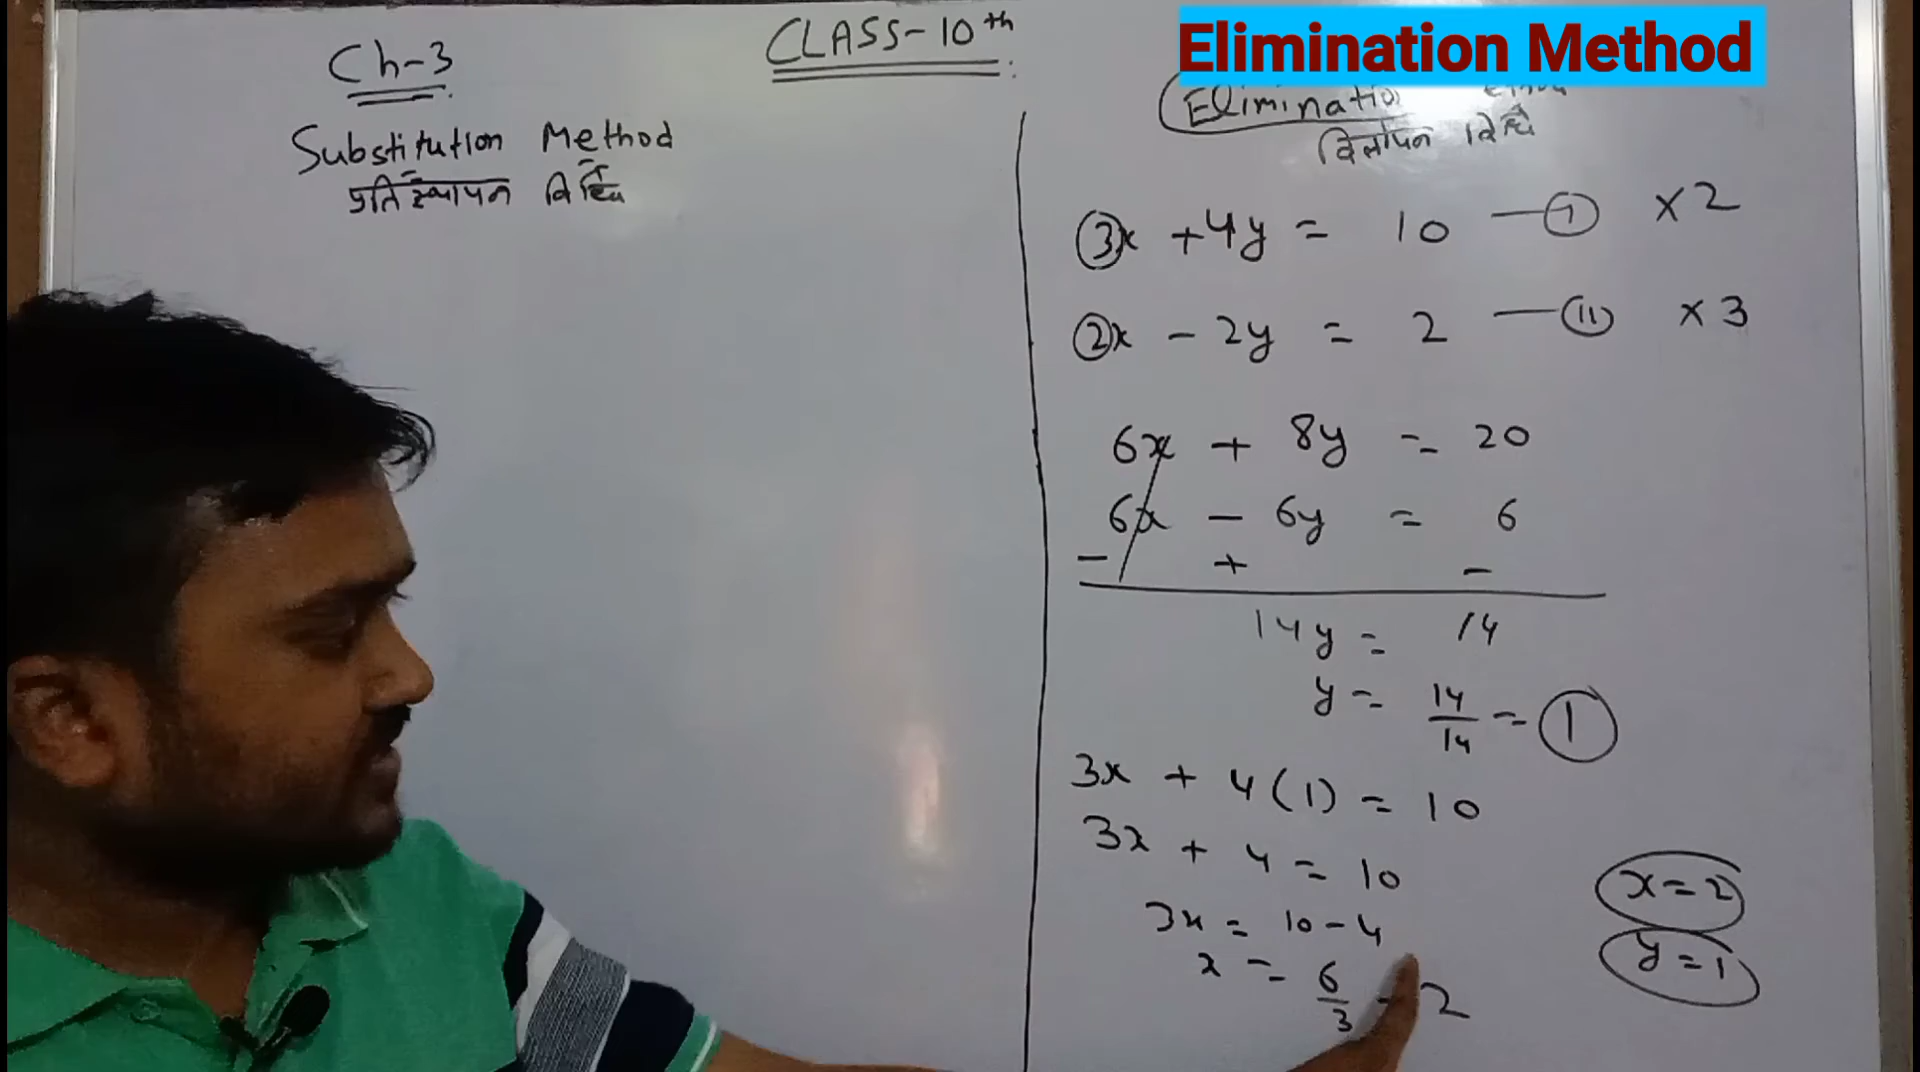 CLASS-10th
Elimination Method
Ch-3
Substitution Method
प्रतिस्थापन विधि
Elimination
विलोपन विधि
3x + 4y = 10 — (i) × 2
2x - 2y = 2 — (ii) × 3
6x + 8y = 20
6x - 6y = 6
- + -
14y = 14
y = 14/14 = 1
3x + 4(1) = 10
3x + 4 = 10
3x = 10 - 4
x = 6/3 = 2
x = 2
y = 1